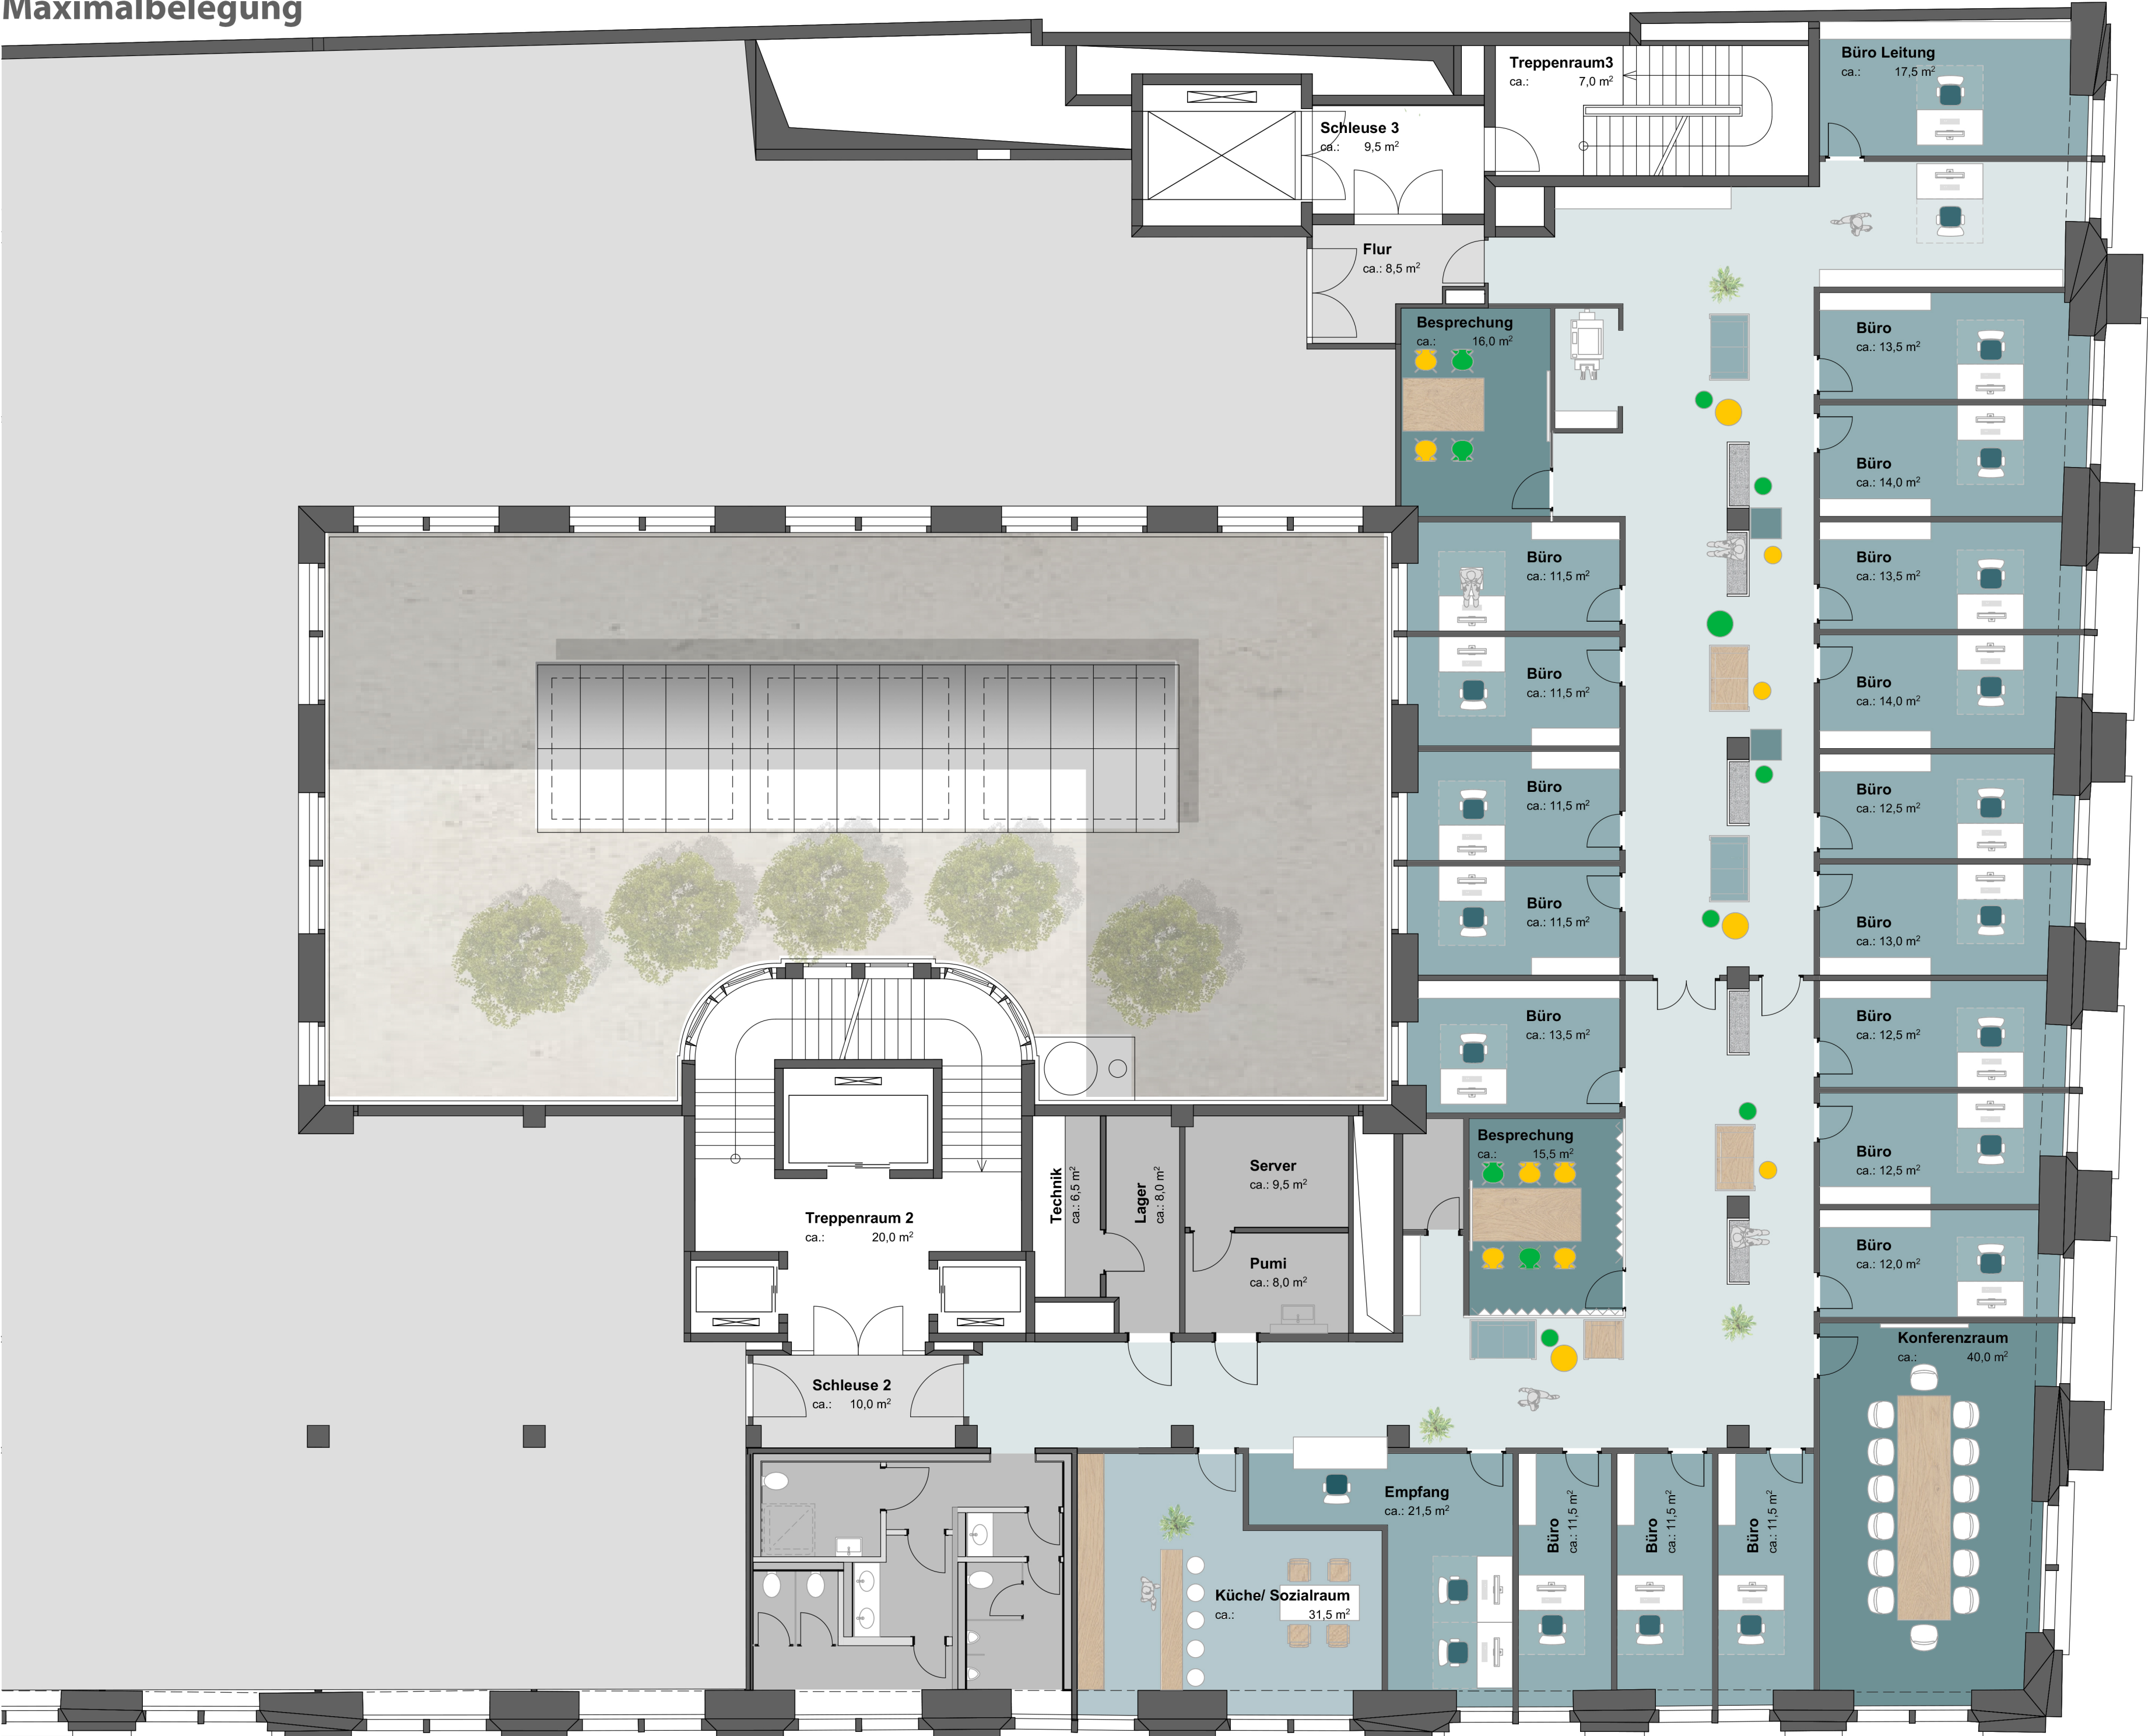 Maximalbelegung
Treppenraum3
ca.: 7,0 m²
Büro Leitung
ca.: 17,5 m²
Schleuse 3
ca.: 9,5 m²
Flur
ca.: 8,5 m²
Besprechung
ca.: 16,0 m²
Büro
ca.: 13,5 m²
Büro
ca.: 14,0 m²
Büro
ca.: 11,5 m²
Büro
ca.: 13,5 m²
Büro
ca.: 11,5 m²
Büro
ca.: 14,0 m²
Büro
ca.: 11,5 m²
Büro
ca.: 12,5 m²
Büro
ca.: 11,5 m²
Büro
ca.: 13,0 m²
Büro
ca.: 13,5 m²
Büro
ca.: 12,5 m²
Besprechung
ca.: 15,5 m²
Büro
ca.: 12,5 m²
Technik
ca.: 6,5 m²
Lager
ca.: 8,0 m²
Server
ca.: 9,5 m²
Treppenraum 2
ca.: 20,0 m²
Pumi
ca.: 8,0 m²
Büro
ca.: 12,0 m²
Konferenzraum
ca.: 40,0 m²
Schleuse 2
ca.: 10,0 m²
Empfang
ca.: 21,5 m²
Büro
ca.: 11,5 m²
Büro
ca.: 11,5 m²
Büro
ca.: 11,5 m²
Küche/ Sozialraum
ca.: 31,5 m²